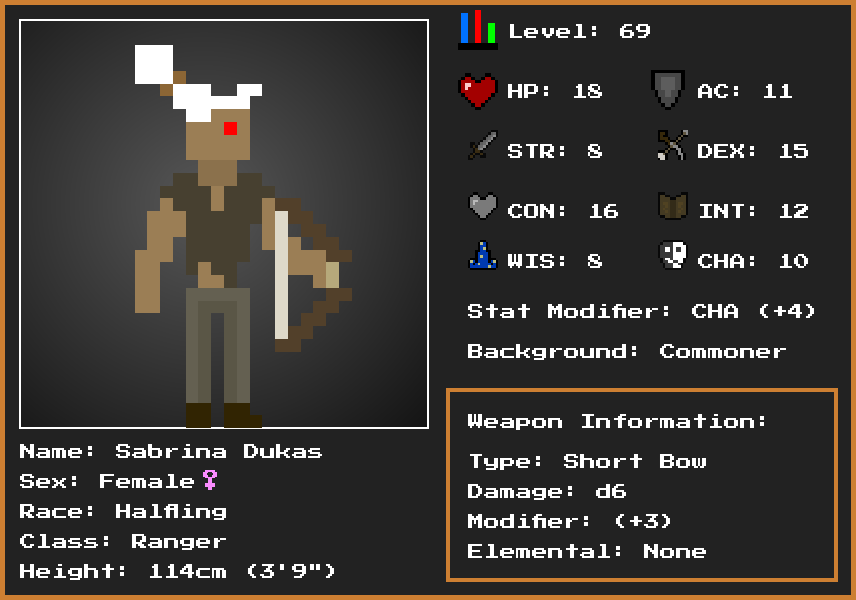 Level: 69
HP: 18
AC: 11
STR: 8
DEX: 15
CON: 16
INT: 12
WIS: 8
CHA: 10
Stat Modifier: CHA (+4)
Background: Commoner
Weapon Information:
Type: Short Bow
Damage: d6
Modifier: (+3)
Elemental: None
Name: Sabrina Dukas
Sex: Female♀
Race: Halfling
Class: Ranger
Height: 114cm (3'9")